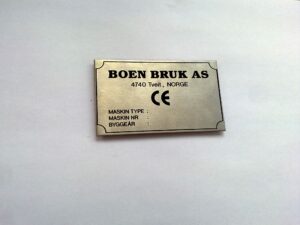 BOEN BRUK AS
4740 Tveit , NORGE
CE
MASKIN TYPE :
MASKIN NR :
BYGGEÅR :